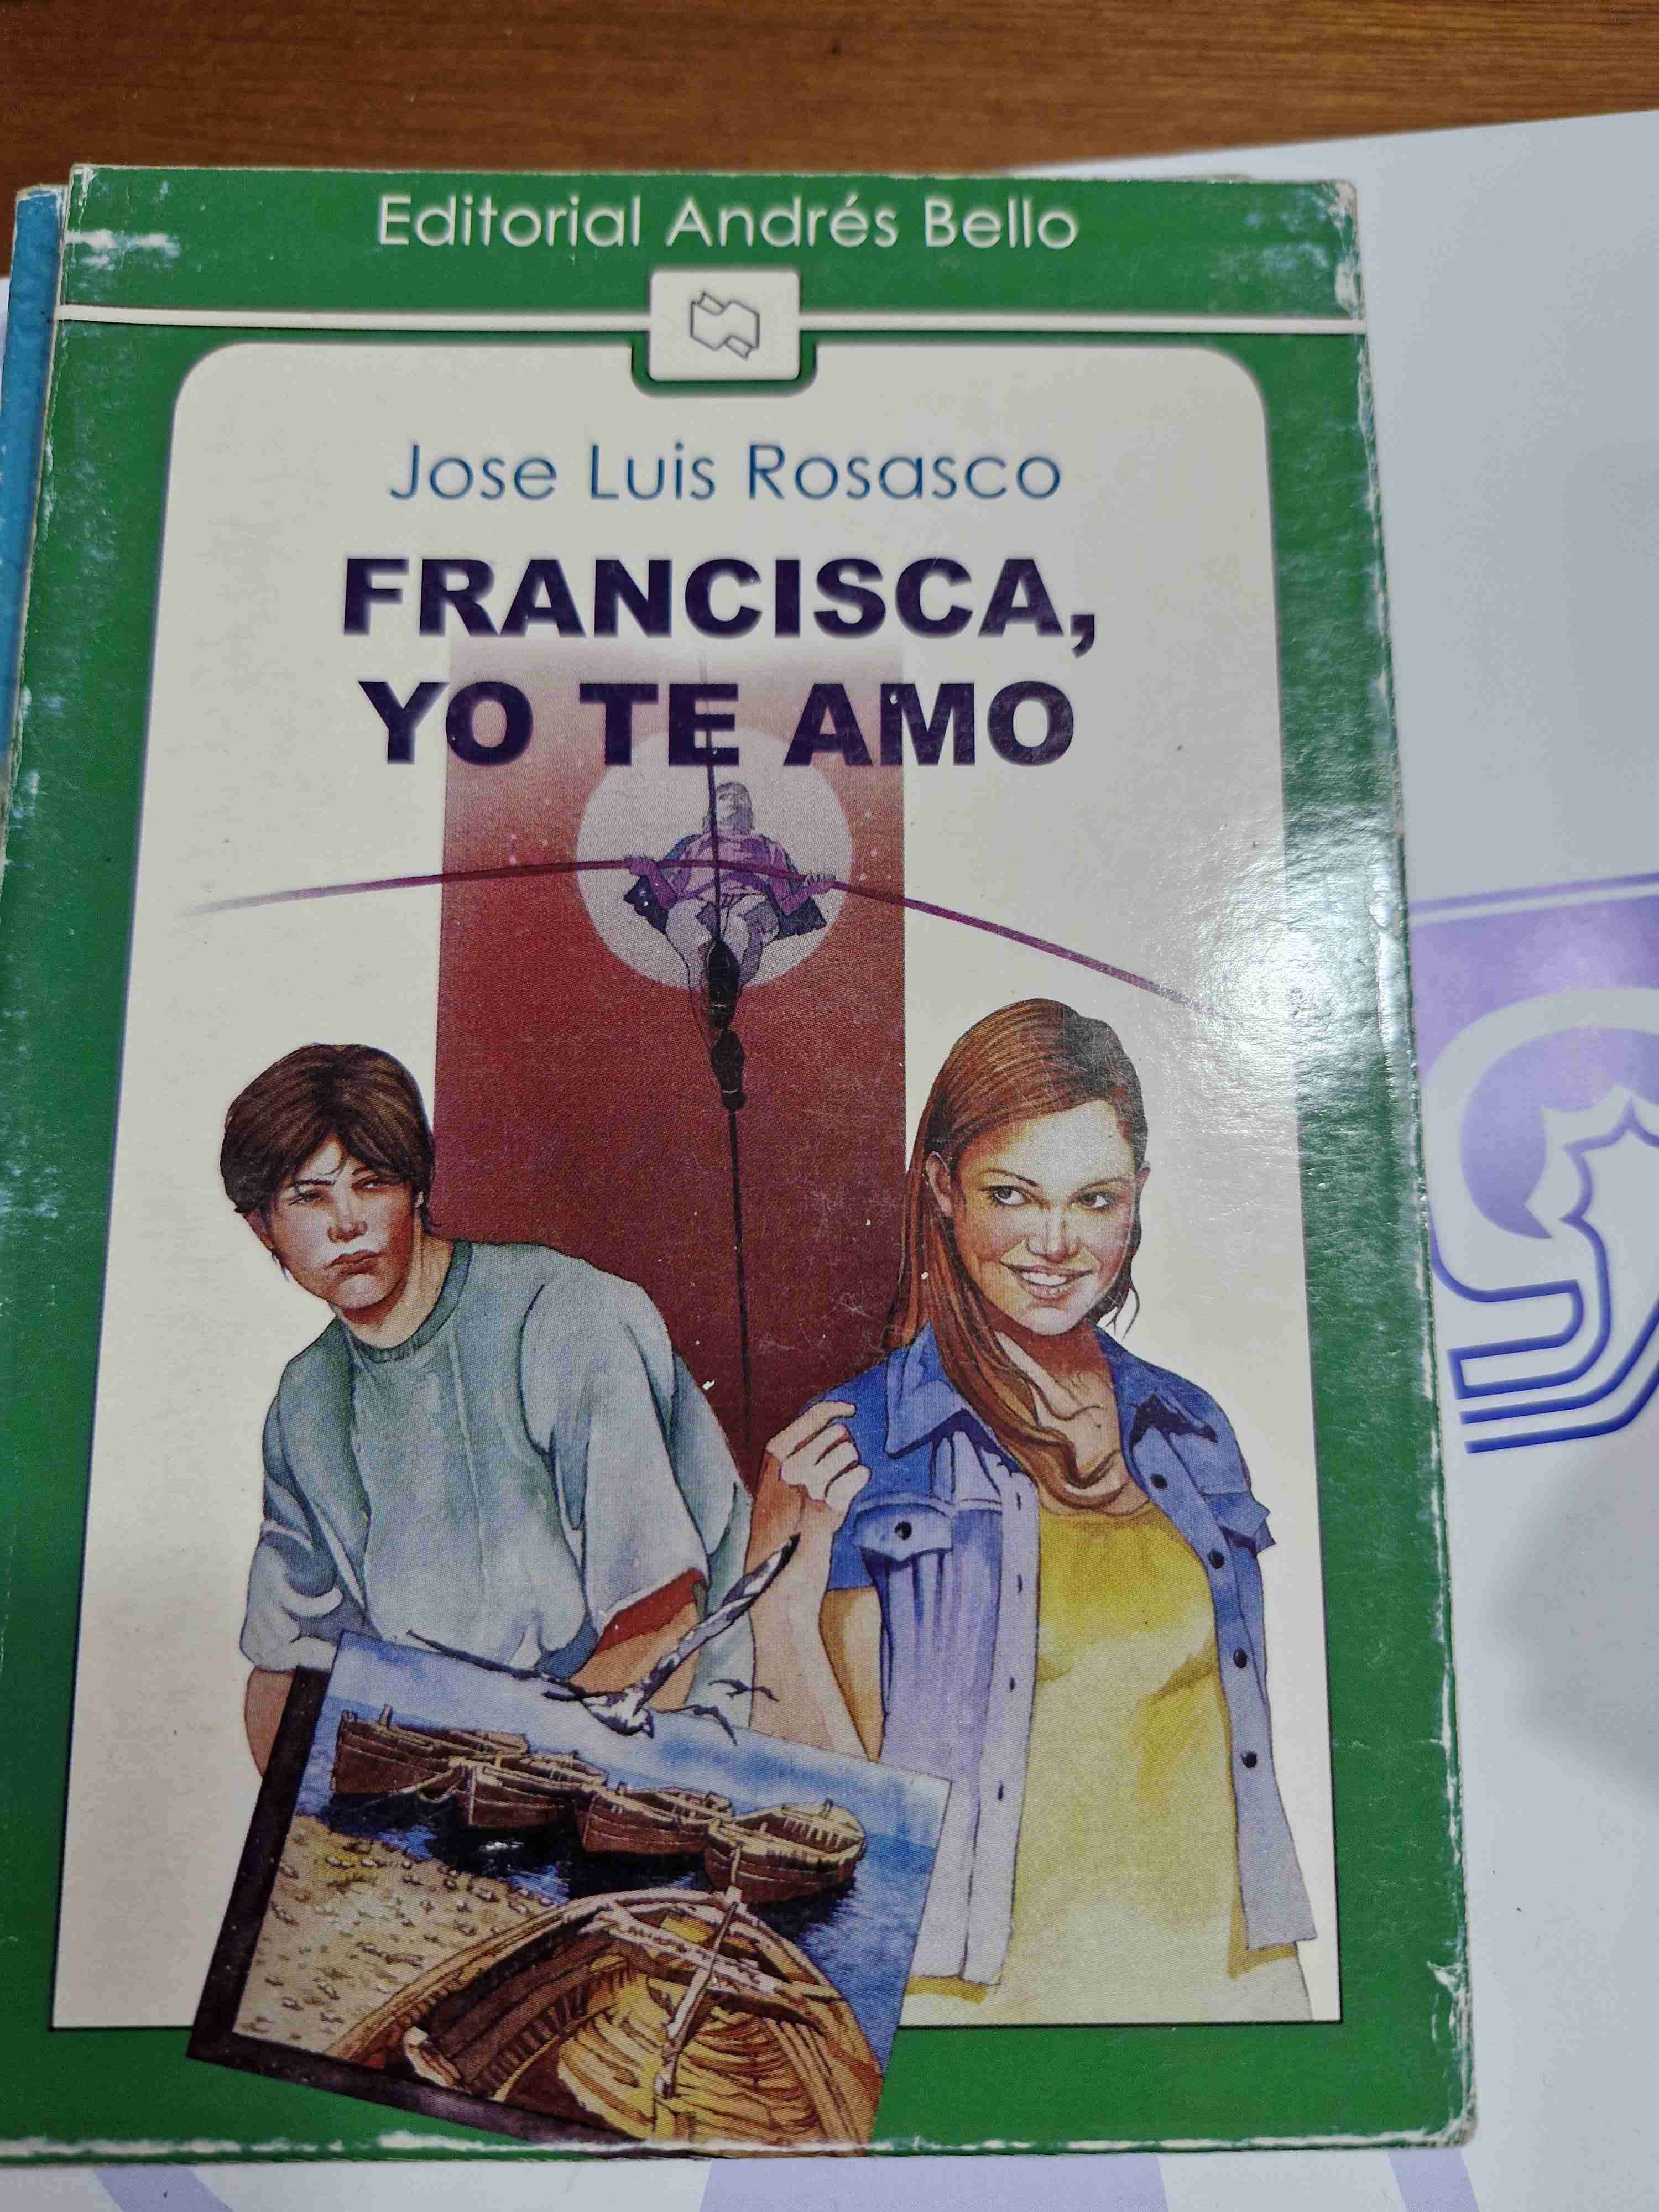 Editorial Andrés Bello
Jose Luis Rosasco
FRANCISCA,
YO TE AMO